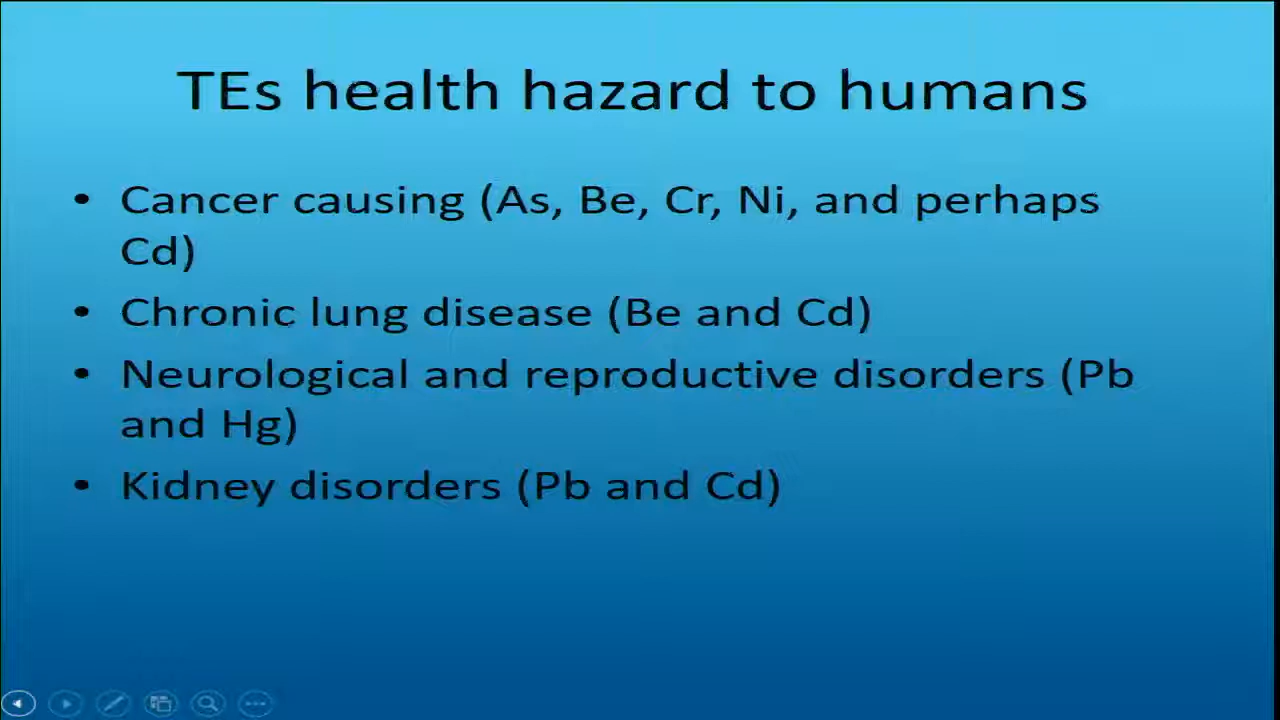 TEs health hazard to humans
• Cancer causing (As, Be, Cr, Ni, and perhaps
Cd)
• Chronic lung disease (Be and Cd)
• Neurological and reproductive disorders (Pb
and Hg)
• Kidney disorders (Pb and Cd)